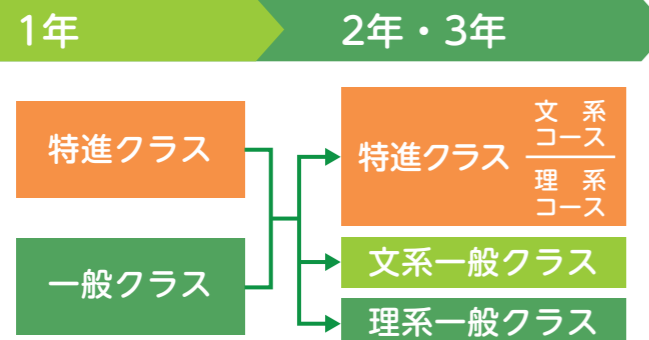 1年
2年・3年
特進クラス
一般クラス
特進クラス
文 系
コース
理 系
コース
文系一般クラス
理系一般クラス